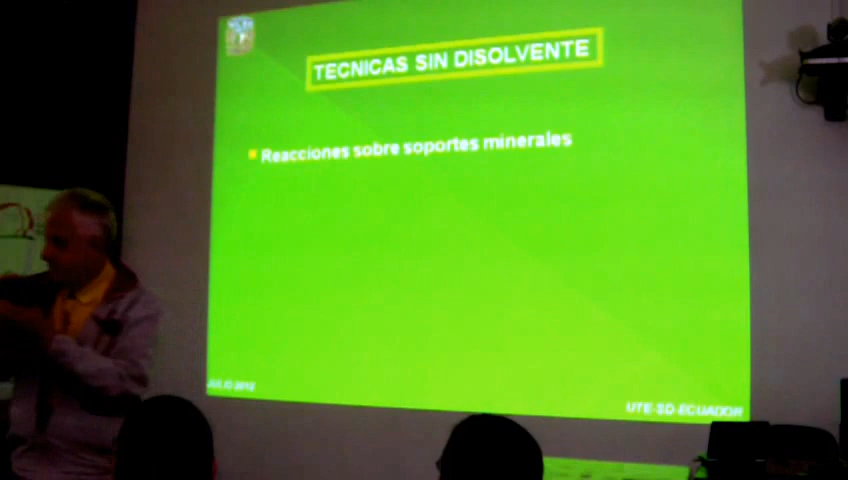 TECNICAS SIN DISOLVENTE
Reacciones sobre soportes minerales
JULIO 2012
UTE-SD-ECUADOR